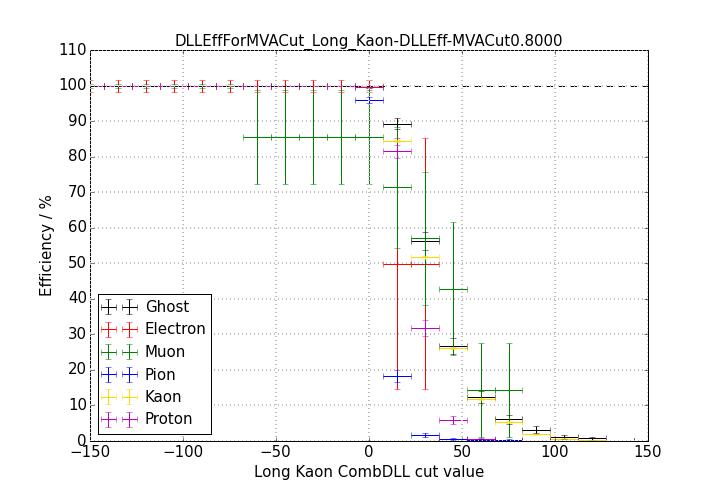 DLLEffForMVACut_Long_Kaon-DLLEff-MVACut0.8000
110
100
90
80
70
60
50
40
30
20
10
0
Efficiency / %
Ghost
Electron
Muon
Pion
Kaon
Proton
−150 −100 −50 0 50 100 150
Long Kaon CombDLL cut value